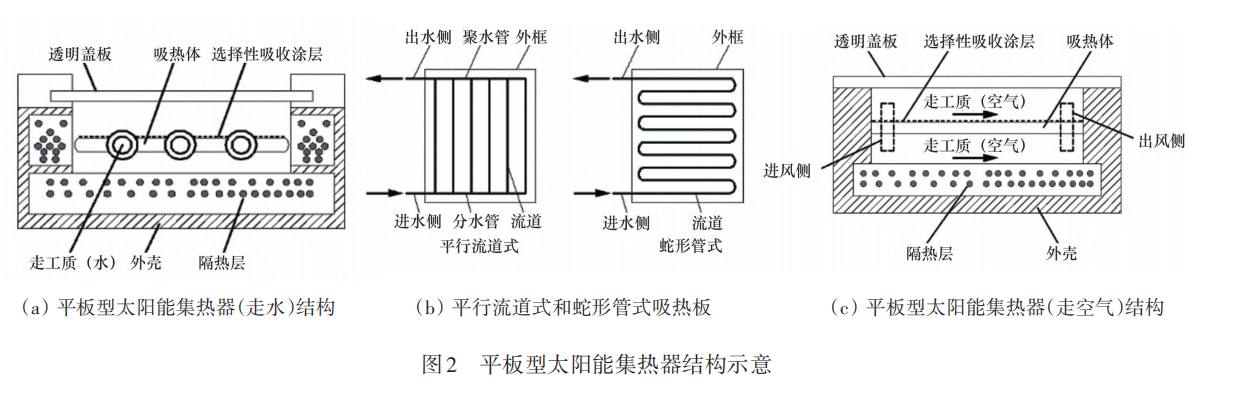 透明盖板 吸热体 选择性吸收涂层
走工质（水） 外壳 隔热层
出水侧 聚水管 外框
进水侧 分水管 流道
平行流道式
出水侧 外框
进水侧 流道
蛇形管式
透明盖板 选择性吸收涂层 吸热体
走工质（空气）
走工质（空气）
进风侧
出风侧
隔热层 外壳
（a）平板型太阳能集热器（走水）结构
（b）平行流道式和蛇形管式吸热板
（c）平板型太阳能集热器（走空气）结构
图2 平板型太阳能集热器结构示意